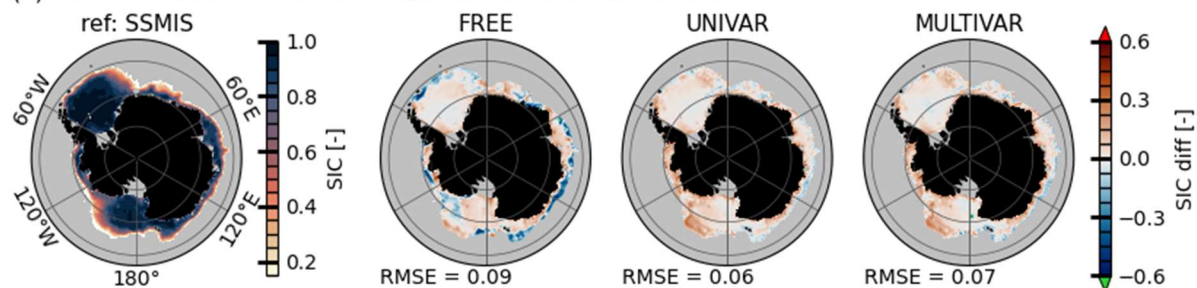 ref: SSMIS
FREE
UNIVAR
MULTIVAR
60°W
60°E
120°W
120°E
180°
1.0
0.8
0.6
0.4
0.2
SIC [-]
RMSE = 0.09
RMSE = 0.06
RMSE = 0.07
0.6
0.3
0.0
−0.3
−0.6
SIC diff [-]